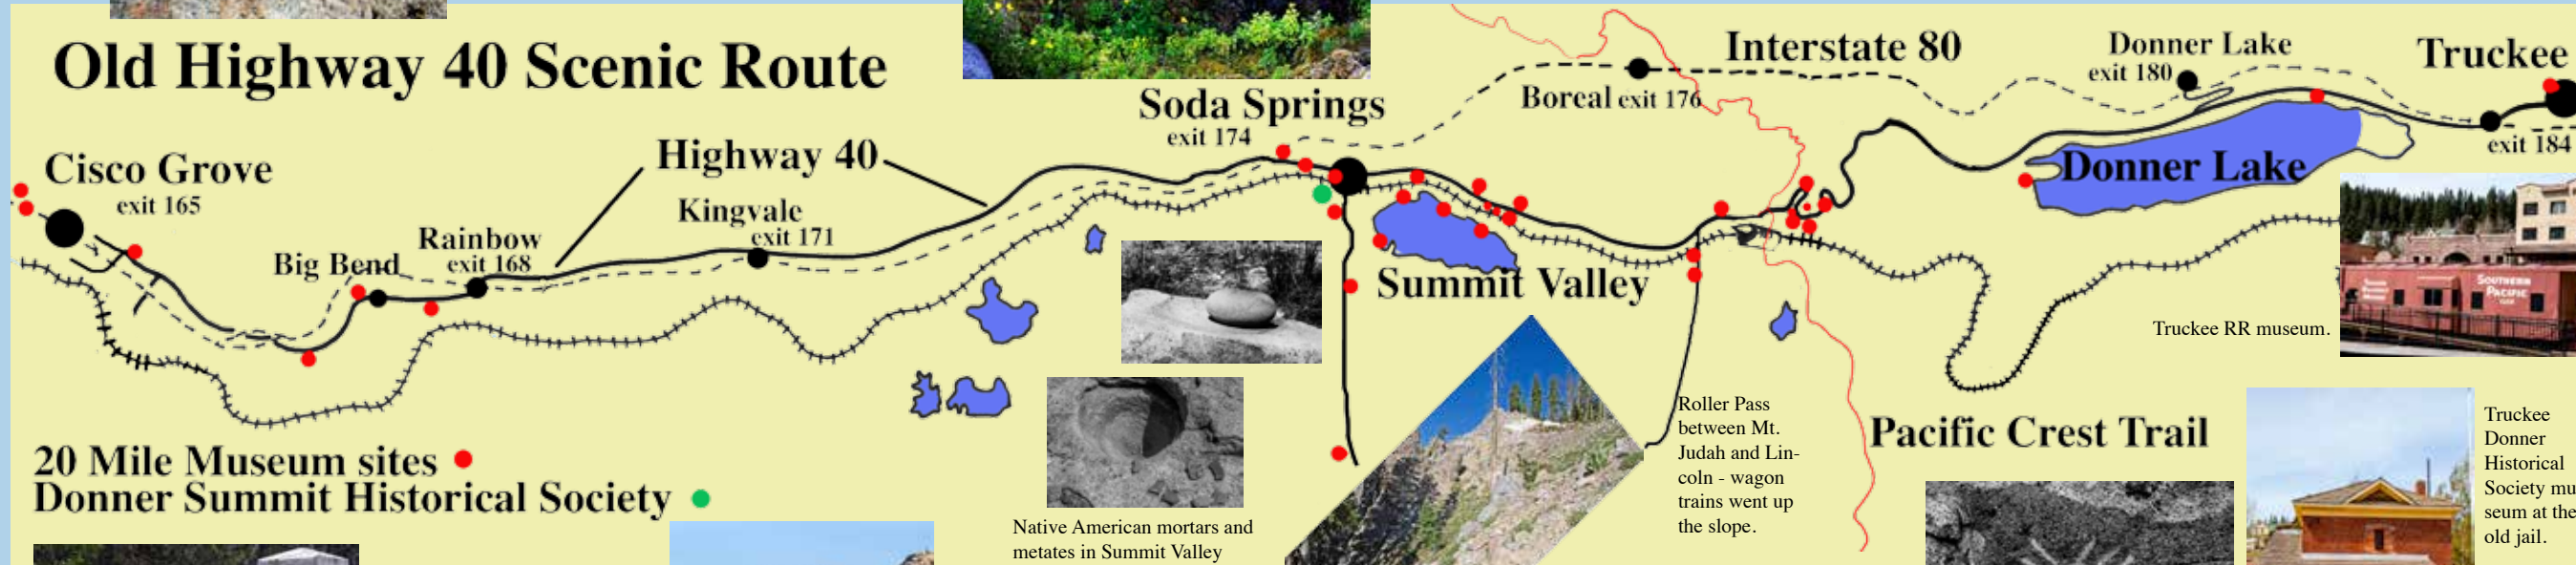 Old Highway 40 Scenic Route
Interstate 80
Donner Lake
exit 180
Truckee
Boreal exit 176
Soda Springs
exit 174
Highway 40
Cisco Grove
exit 165
Kingvale
exit 171
Rainbow
exit 168
Big Bend
exit 184
Donner Lake
Summit Valley
SOUTHERN
PACIFIC
Truckee RR museum.
Roller Pass
between Mt.
Judah and Lin-
coln - wagon
trains went up
the slope.
Pacific Crest Trail
Truckee
Donner
Historical
Society mu
seum at the
old jail.
20 Mile Museum sites
Donner Summit Historical Society
Native American mortars and
metates in Summit Valley